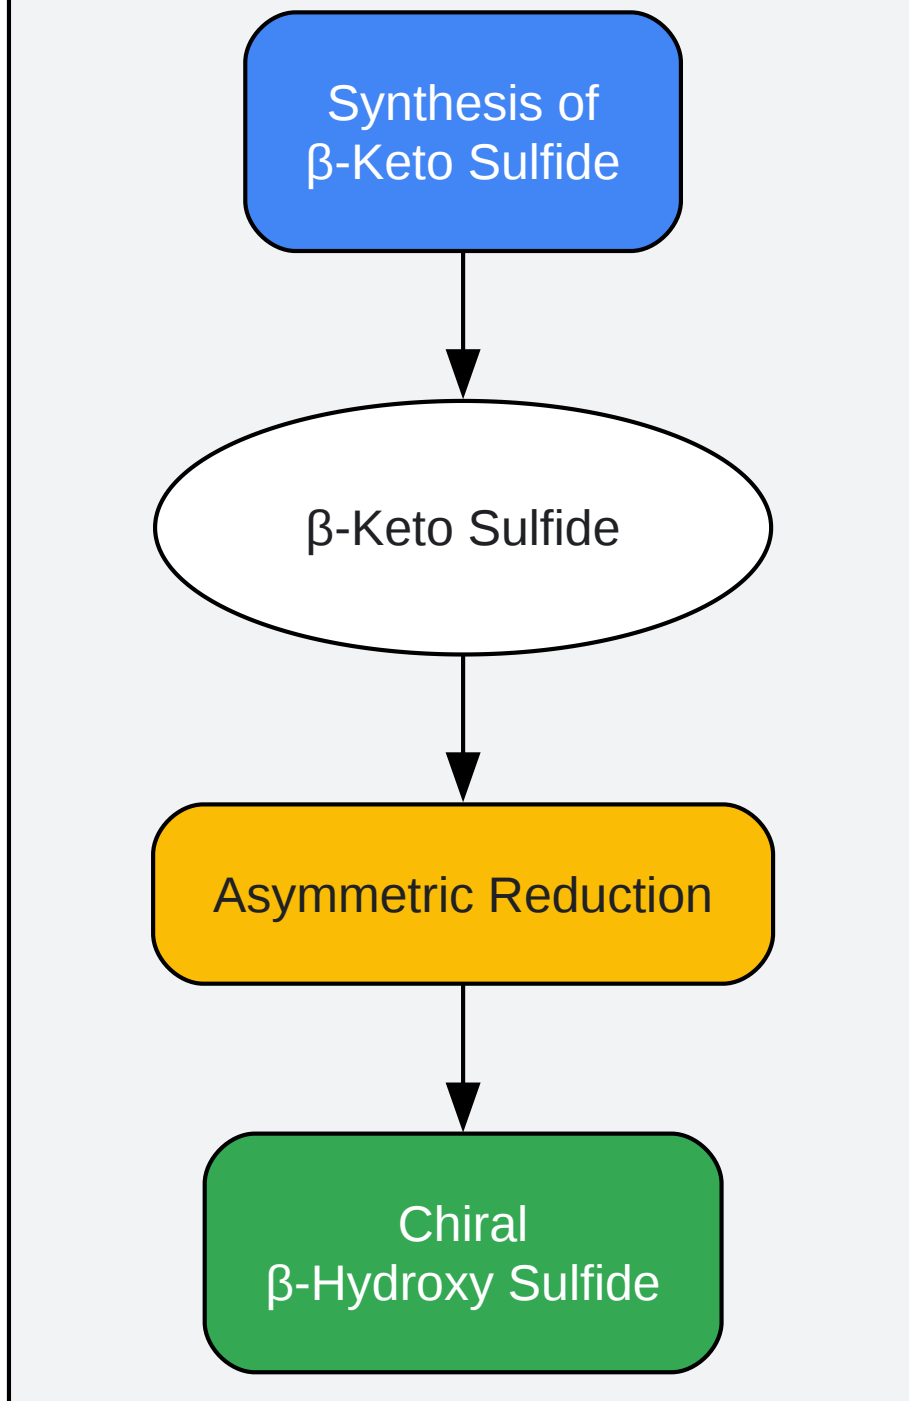 Synthesis of
β-Keto Sulfide
β-Keto Sulfide
Asymmetric Reduction
Chiral
β-Hydroxy Sulfide